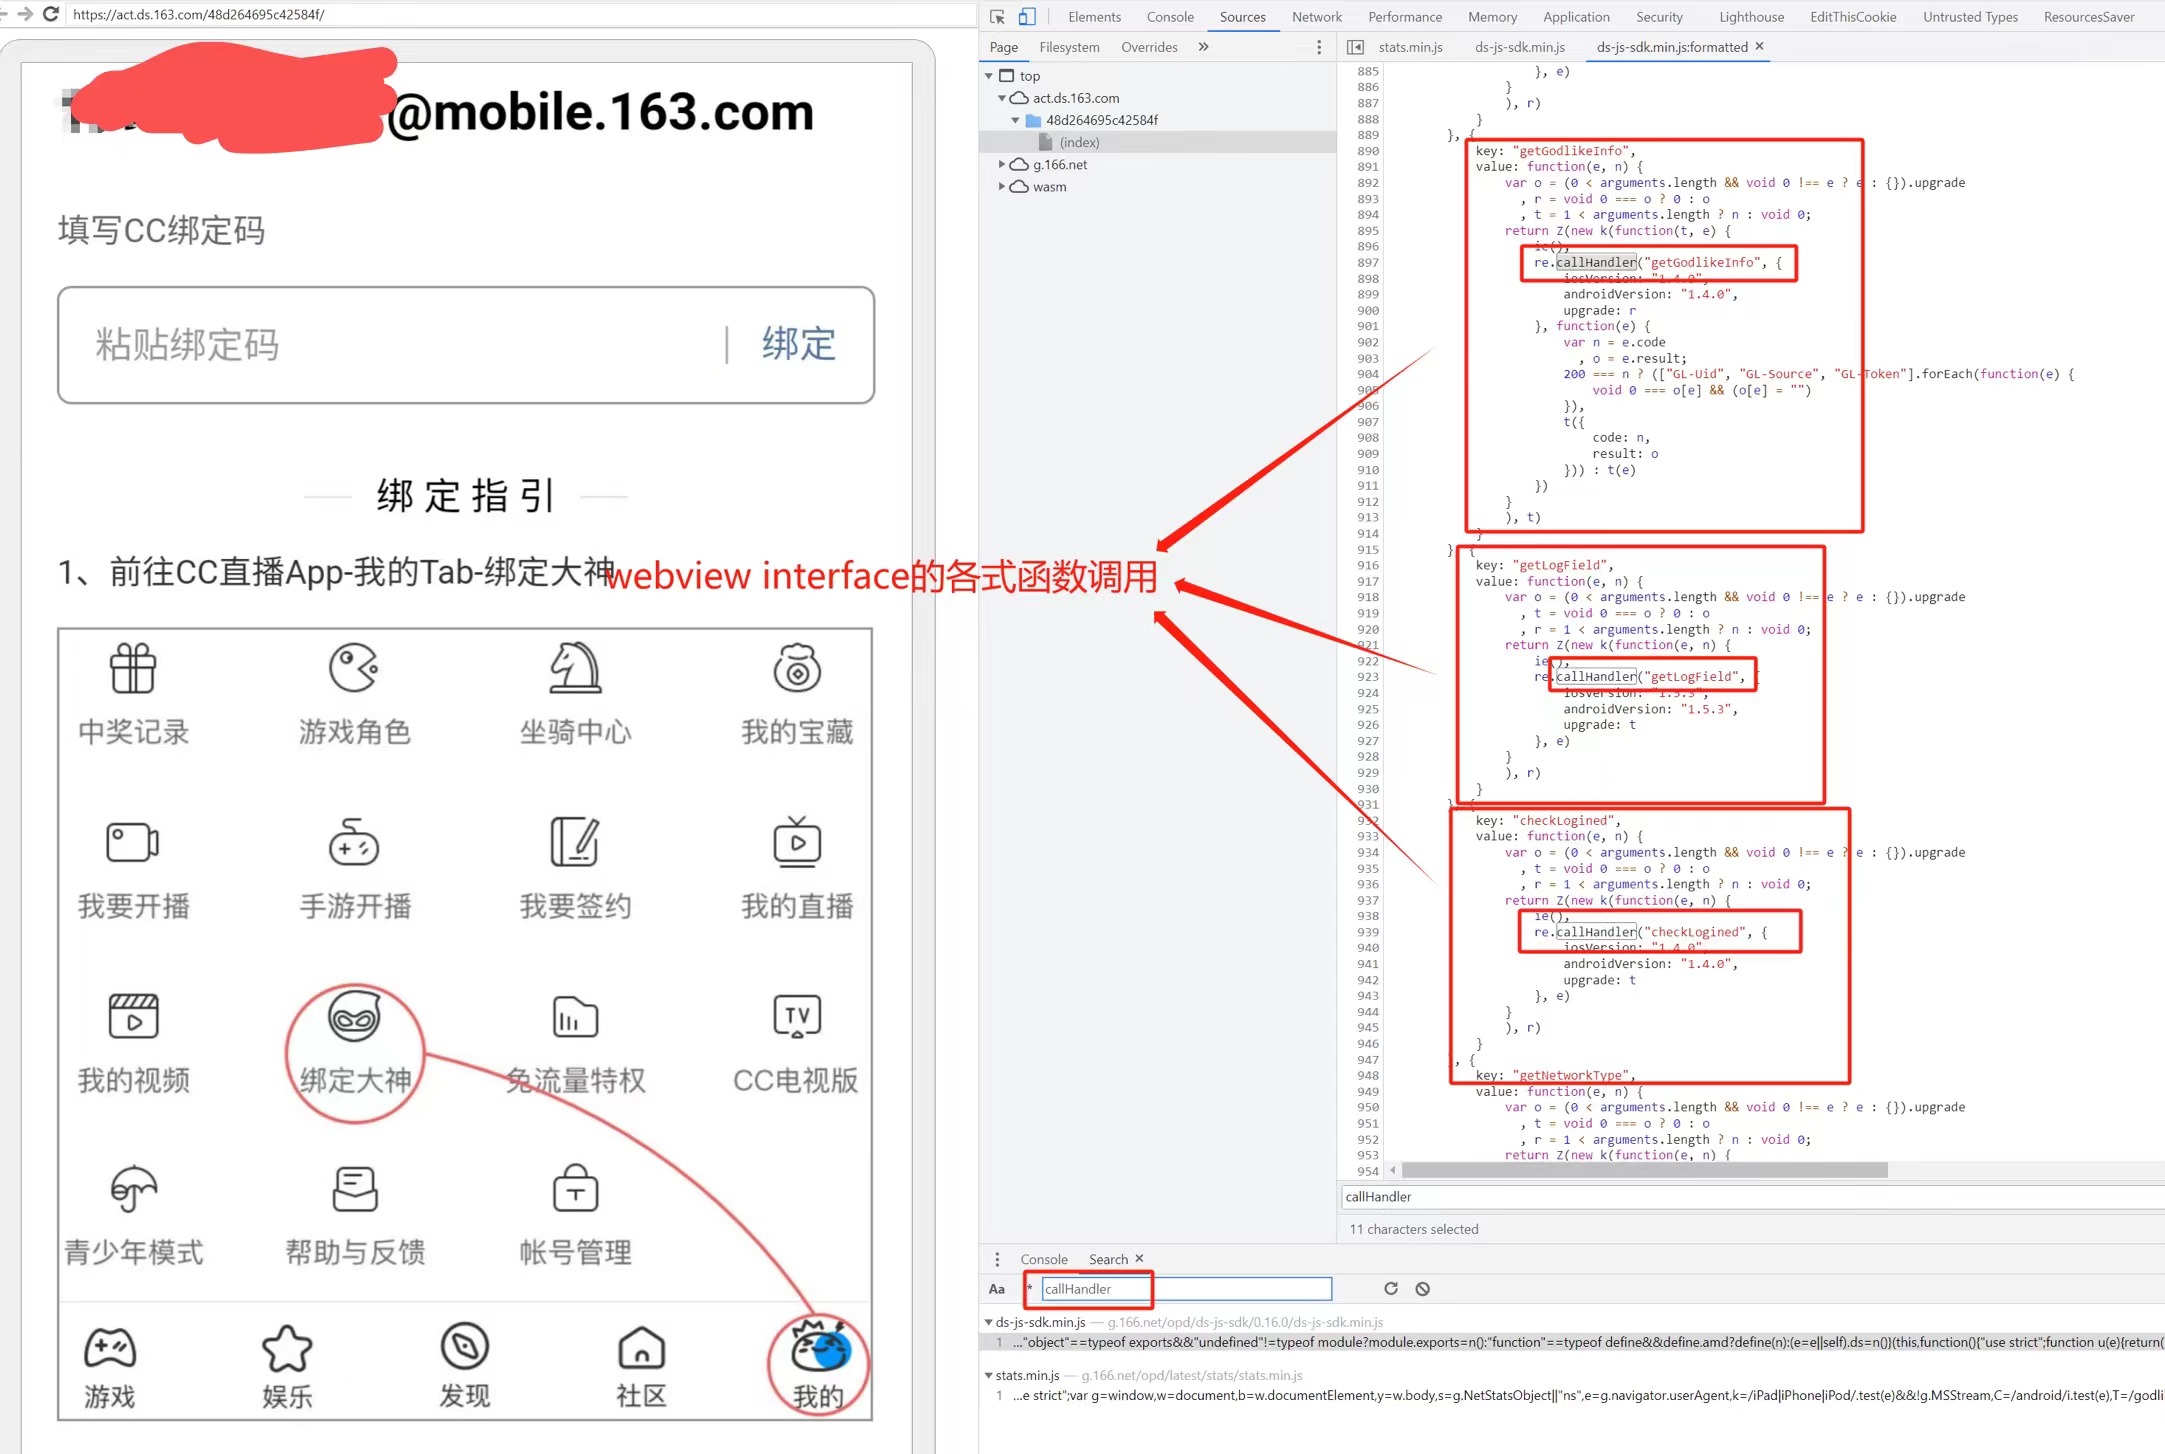 https://act.ds.163.com/48d264695c42584f/
@mobile.163.com
填写CC绑定码
粘贴绑定码
绑定
绑定指引
1、前往CC直播App-我的Tab-绑定大神
webview interface的各式函数调用
中奖记录 游戏角色 坐骑中心 我的宝藏
我要开播 手游开播 我要签约 我的直播
TV
我的视频 绑定大神 免流量特权 CC电视版
青少年模式 帮助与反馈 帐号管理
游戏 娱乐 发现 社区 我的
Elements Console Sources Network Performance Memory Application Security Lighthouse EditThisCookie Untrusted Types ResourcesSaver
Page Filesystem Overrides »
stats.min.js ds-js-sdk.min.js ds-js-sdk.min.js:formatted ×
top
act.ds.163.com
48d264695c42584f
(index)
g.166.net
wasm
885 }, e)
886 }
887 ), r)
888 }
889 }, {
890 key: "getGodlikeInfo",
891 value: function(e, n) {
892 var o = (0 < arguments.length && void 0 !== e ? e : {}).upgrade
893 , r = void 0 === o ? 0 : o
894 , t = 1 < arguments.length ? n : void 0;
895 return Z(new k(function(t, e) {
896 ie(),
897 re.callHandler("getGodlikeInfo", {
898 iosVersion: "1.4.0",
899 androidVersion: "1.4.0",
900 upgrade: r
901 }, function(e) {
902 var n = e.code
903 , o = e.result;
904 200 === n ? (["GL-Uid", "GL-Source", "GL-Token"].forEach(function(e) {
905 void 0 === o[e] && (o[e] = "")
906 }),
907 t({
908 code: n,
909 result: o
910 })) : t(e)
911 })
912 }
913 ), t)
914 }
915 }, {
916 key: "getLogField",
917 value: function(e, n) {
918 var o = (0 < arguments.length && void 0 !== e ? e : {}).upgrade
919 , t = void 0 === o ? 0 : o
920 , r = 1 < arguments.length ? n : void 0;
921 return Z(new k(function(e, n) {
922 ie(),
923 re.callHandler("getLogField", {
924 iosVersion: "1.5.3",
925 androidVersion: "1.5.3",
926 upgrade: t
927 }, e)
928 }
929 ), r)
930 }
931 }, {
932 key: "checkLogined",
933 value: function(e, n) {
934 var o = (0 < arguments.length && void 0 !== e ? e : {}).upgrade
935 , t = void 0 === o ? 0 : o
936 , r = 1 < arguments.length ? n : void 0;
937 return Z(new k(function(e, n) {
938 ie(),
939 re.callHandler("checkLogined", {
940 iosVersion: "1.4.0",
941 androidVersion: "1.4.0",
942 upgrade: t
943 }, e)
944 }
945 ), r)
946 }
947 }, {
948 key: "getNetworkType",
949 value: function(e, n) {
950 var o = (0 < arguments.length && void 0 !== e ? e : {}).upgrade
951 , t = void 0 === o ? 0 : o
952 , r = 1 < arguments.length ? n : void 0;
953 return Z(new k(function(e, n) {
954
callHandler
11 characters selected
Console Search ×
Aa .* callHandler
ds-js-sdk.min.js — g.166.net/opd/ds-js-sdk/0.16.0/ds-js-sdk.min.js
1 ..."object"==typeof exports&&"undefined"!=typeof module?module.exports=n():"function"==typeof define&&define.amd?define(n):(e=e||self).ds=n()}(this,function(){"use strict";function u(e){return(
stats.min.js — g.166.net/opd/latest/stats/stats.min.js
1 ...e strict";var g=window,w=document,b=w.documentElement,y=w.body,s=g.NetStatsObject||"ns",e=g.navigator.userAgent,k=/iPad|iPhone|iPod/.test(e)&&!g.MSStream,C=/android/i.test(e),T=/godli